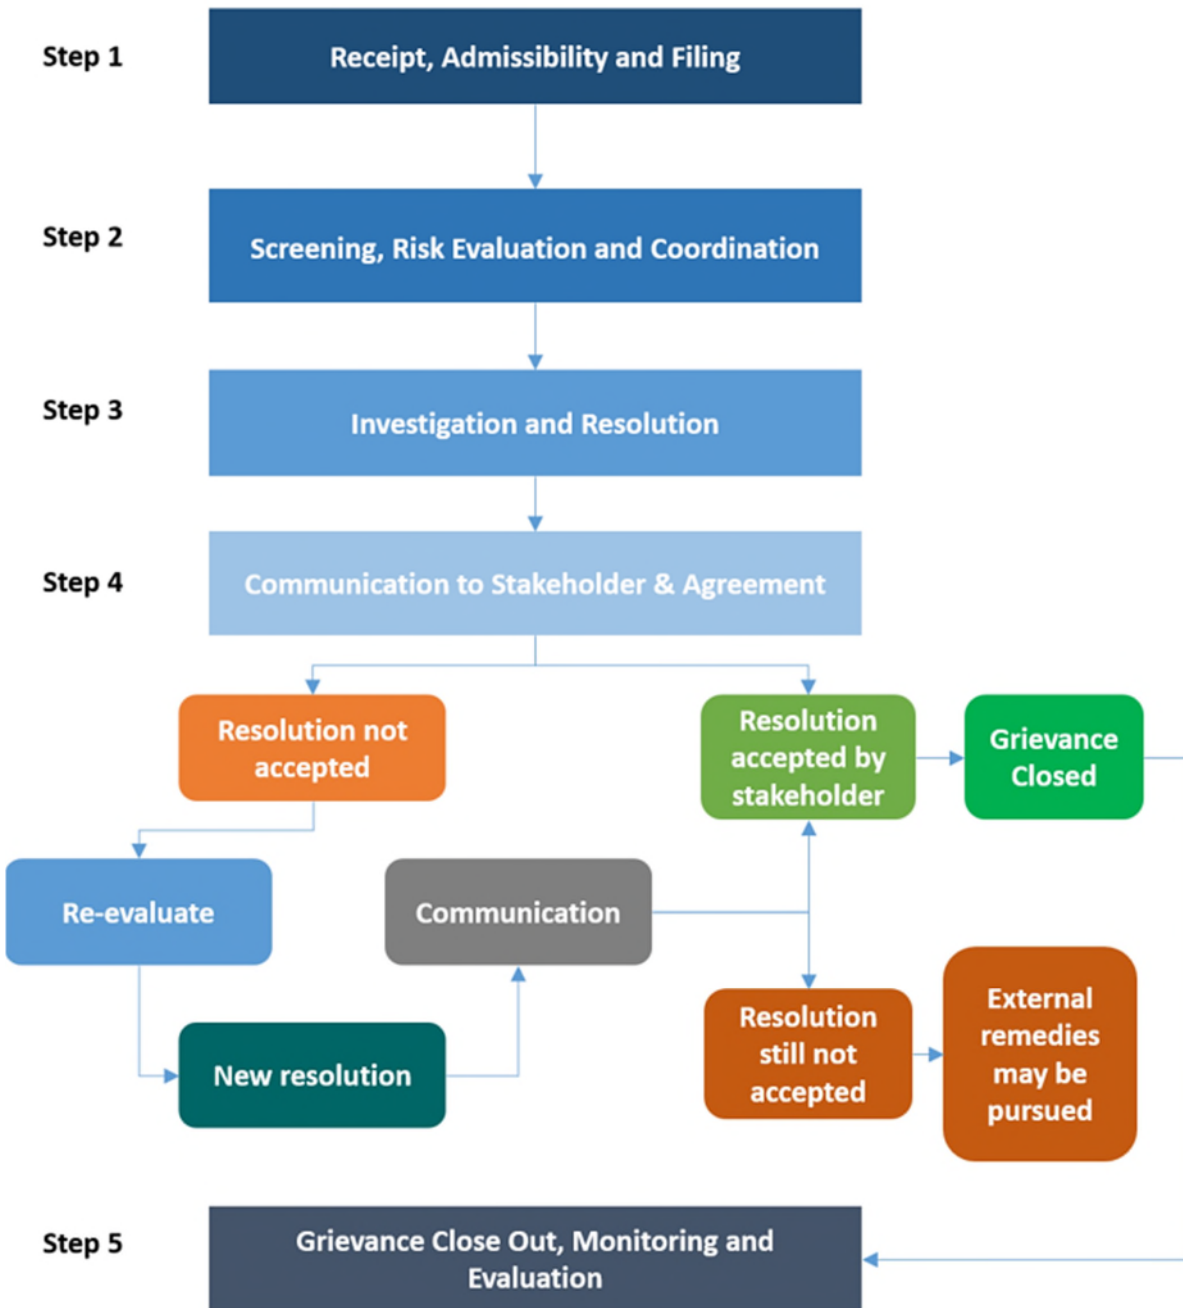 Step 1
Receipt, Admissibility and Filing
Step 2
Screening, Risk Evaluation and Coordination
Step 3
Investigation and Resolution
Step 4
Communication to Stakeholder & Agreement
Resolution not
accepted
Resolution
accepted by
stakeholder
Grievance
Closed
Re-evaluate
Communication
New resolution
Resolution
still not
accepted
External
remedies
may be
pursued
Step 5
Grievance Close Out, Monitoring and
Evaluation